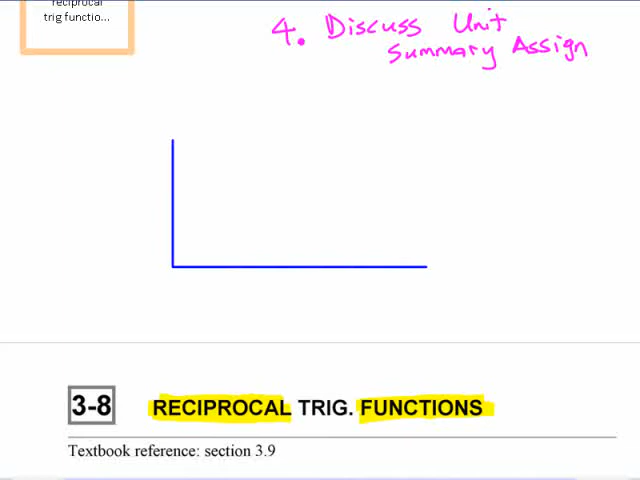 reciprocal
trig functio...
4. Discuss Unit
Summary Assign
3-8 RECIPROCAL TRIG. FUNCTIONS
Textbook reference: section 3.9